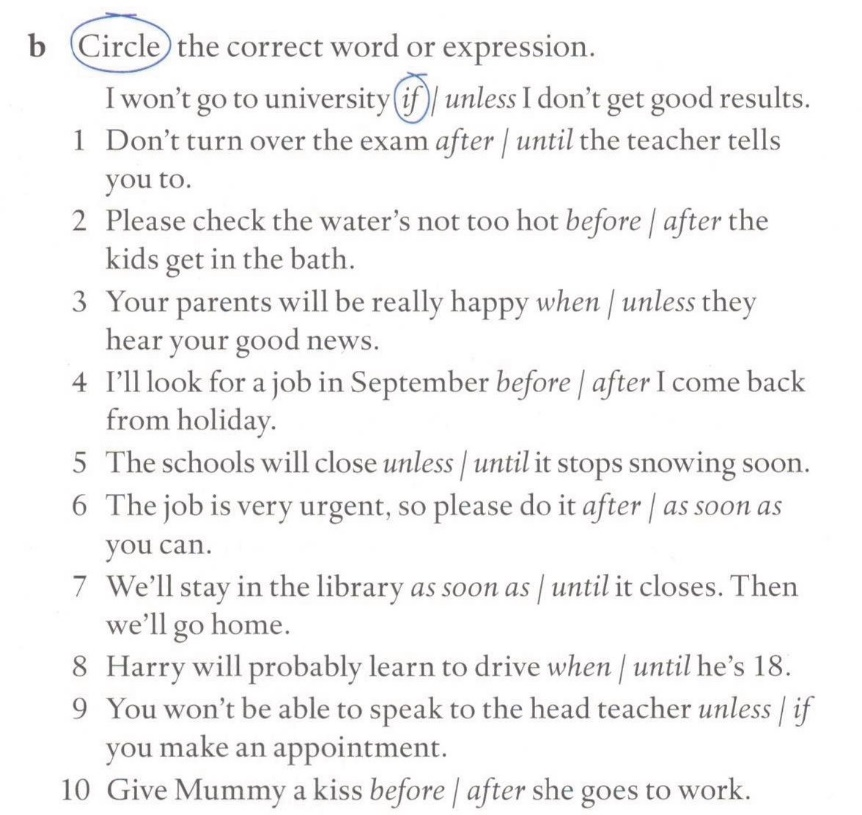 b Circle the correct word or expression.
I won't go to university if / unless I don't get good results.
1 Don't turn over the exam after / until the teacher tells
you to.
2 Please check the water's not too hot before / after the
kids get in the bath.
3 Your parents will be really happy when / unless they
hear your good news.
4 I'll look for a job in September before / after I come back
from holiday.
5 The schools will close unless / until it stops snowing soon.
6 The job is very urgent, so please do it after / as soon as
you can.
7 We'll stay in the library as soon as / until it closes. Then
we'll go home.
8 Harry will probably learn to drive when / until he's 18.
9 You won't be able to speak to the head teacher unless / if
you make an appointment.
10 Give Mummy a kiss before / after she goes to work.